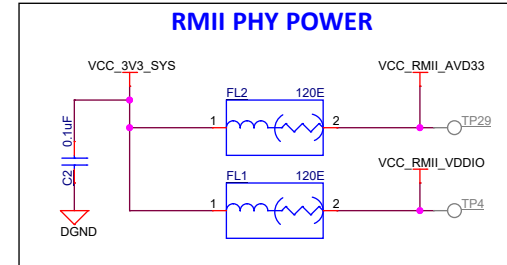 RMII PHY POWER
VCC_3V3_SYS
VCC_RMII_AVD33
FL2 120E
1 2
TP29
0.1uF
C2
VCC_RMII_VDDIO
FL1 120E
1 2
TP4
DGND